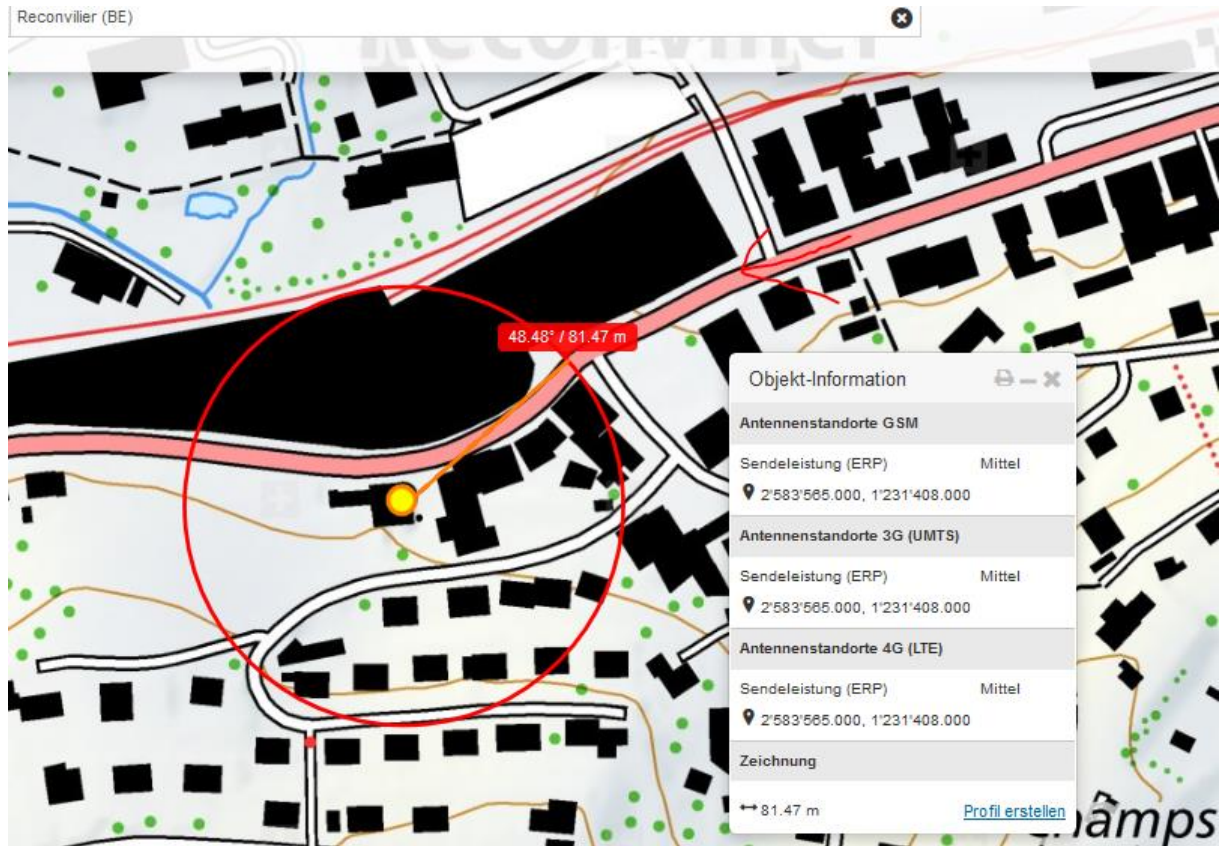 Reconvilier (BE)
Reconvilier
48.48° / 81.47 m
Objekt-Information
Antennenstandorte GSM
Sendeleistung (ERP) Mittel
2'583'565.000, 1'231'408.000
Antennenstandorte 3G (UMTS)
Sendeleistung (ERP) Mittel
2'583'565.000, 1'231'408.000
Antennenstandorte 4G (LTE)
Sendeleistung (ERP) Mittel
2'583'565.000, 1'231'408.000
Zeichnung
81.47 m Profil erstellen